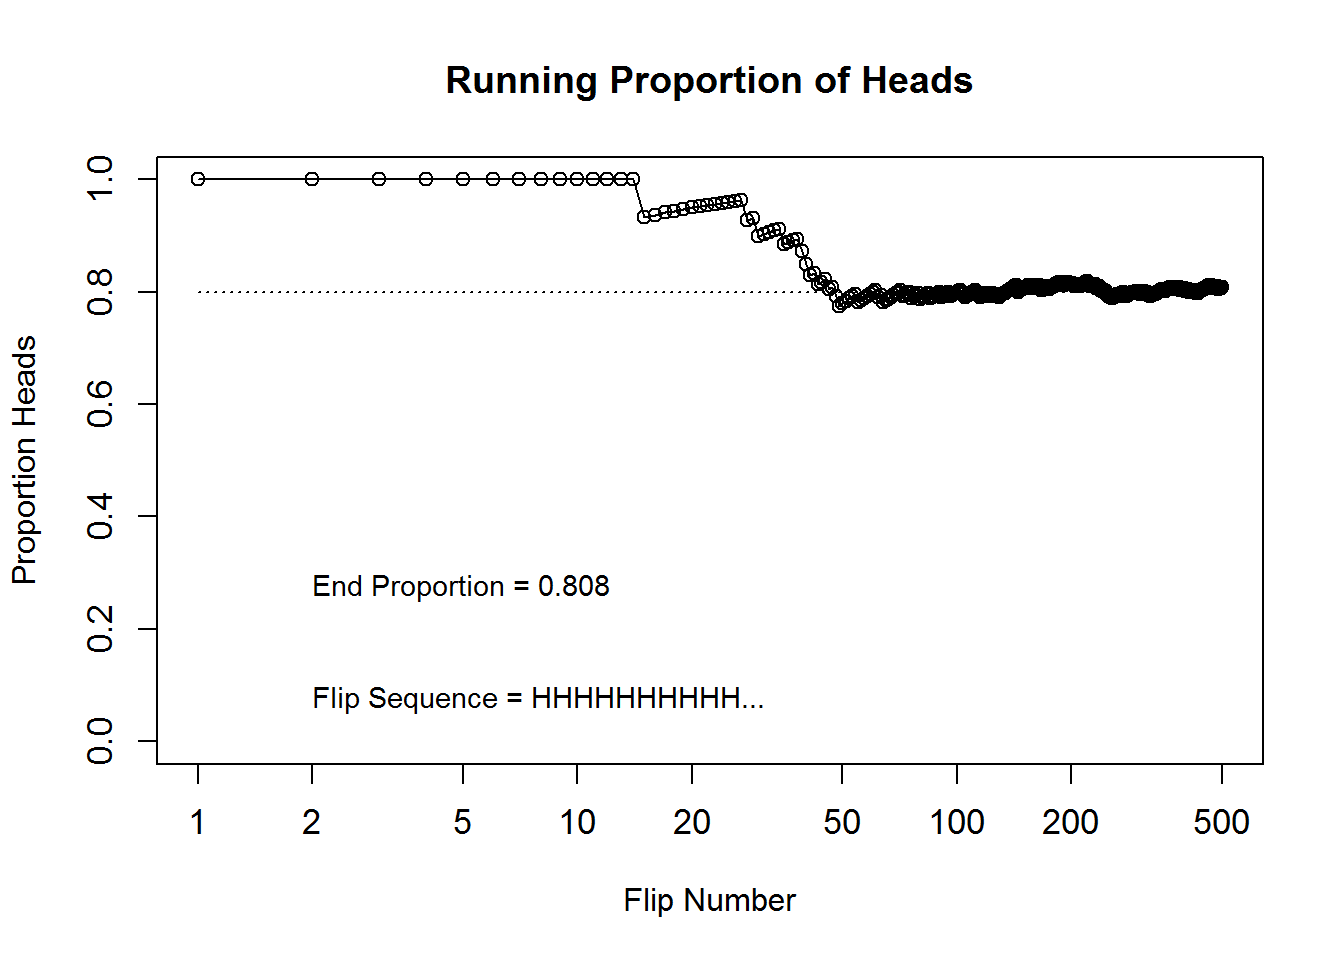 Running Proportion of Heads
Proportion Heads
1.0
0.8
0.6
0.4
0.2
0.0
End Proportion = 0.808
Flip Sequence = HHHHHHHHHH...
1 2 5 10 20 50 100 200 500
Flip Number